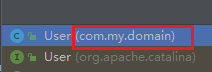 C User (com.my.domain)
I User (org.apache.catalina)